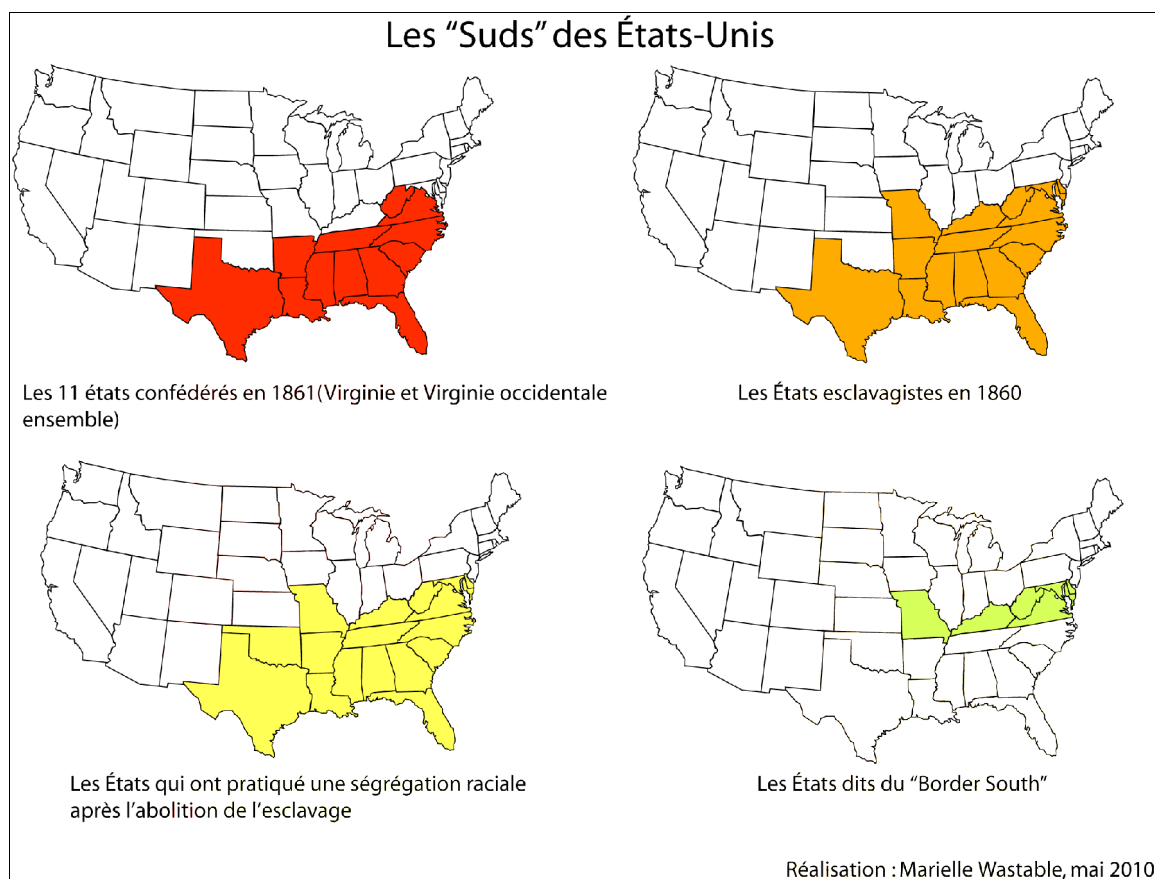 Les “Suds” des États-Unis
Les 11 états confédérés en 1861(Virginie et Virginie occidentale
ensemble)
Les États esclavagistes en 1860
Les États qui ont pratiqué une ségrégation raciale
après l’abolition de l’esclavage
Les États dits du “Border South”
Réalisation : Marielle Wastable, mai 2010